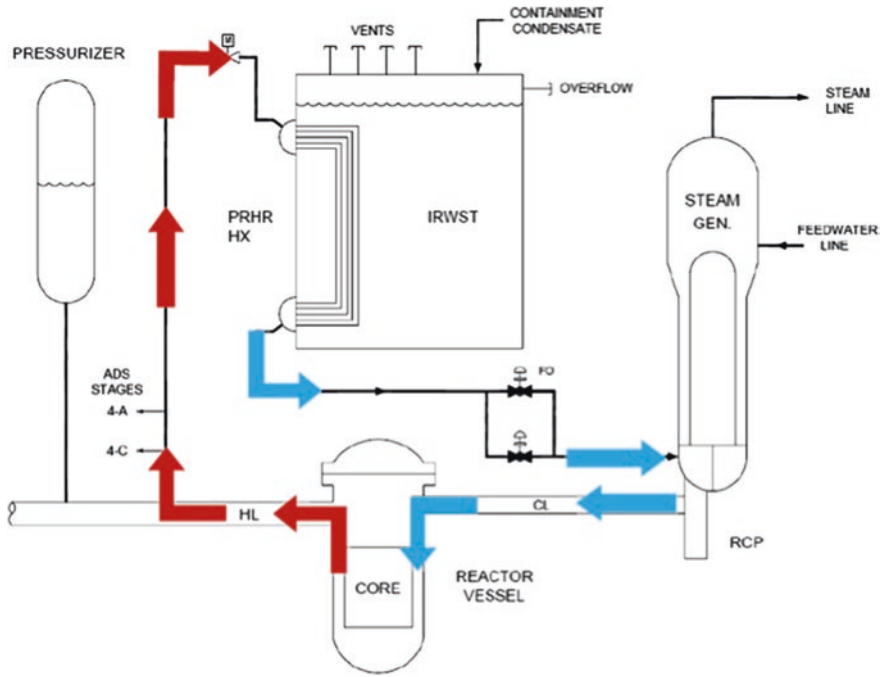 CONTAINMENT
CONDENSATE
VENTS
M
PRESSURIZER
OVERFLOW
STEAM
LINE
PRHR
HX
IRWST
STEAM
GEN.
FEEDWATER
LINE
ADS
STAGES
4-A
4-C
FO
HL
CL
RCP
CORE
REACTOR
VESSEL